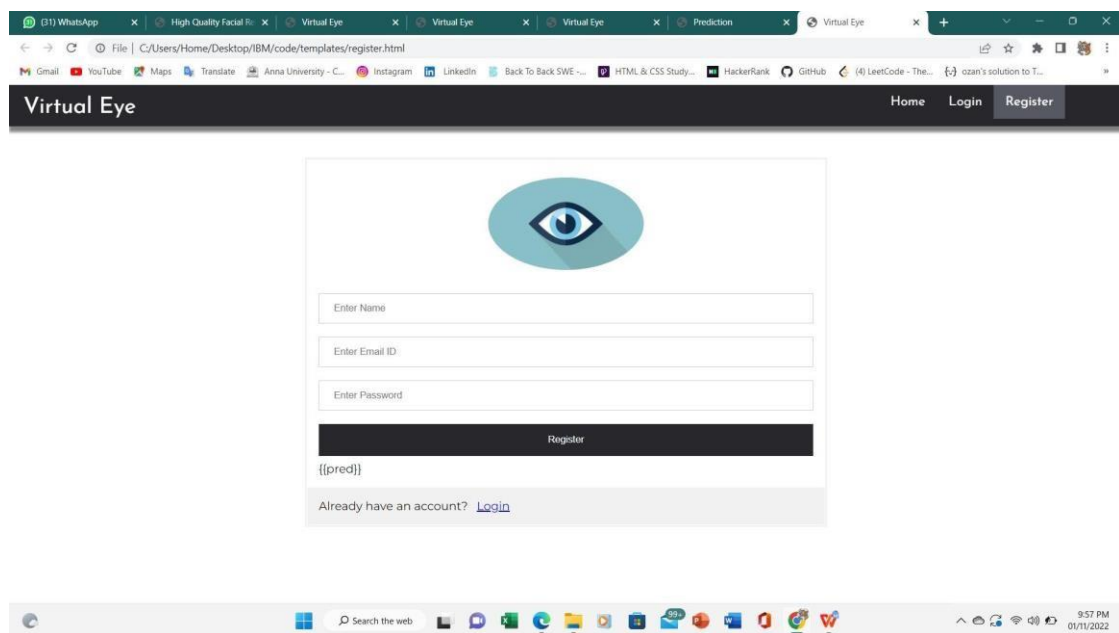 (31) WhatsApp
High Quality Facial Re
Virtual Eye
Virtual Eye
Virtual Eye
Prediction
Virtual Eye
File | C:/Users/Home/Desktop/IBM/code/templates/register.html
Gmail YouTube Maps Translate Anna University - C... Instagram LinkedIn Back To Back SWE -... HTML & CSS Study... HackerRank GitHub (4) LeetCode - The... ozan's solution to T...
Virtual Eye
Home Login Register
Enter Name
Enter Email ID
Enter Password
Register
{{pred}}
Already have an account? Login
Search the web
99+
9:57 PM
01/11/2022